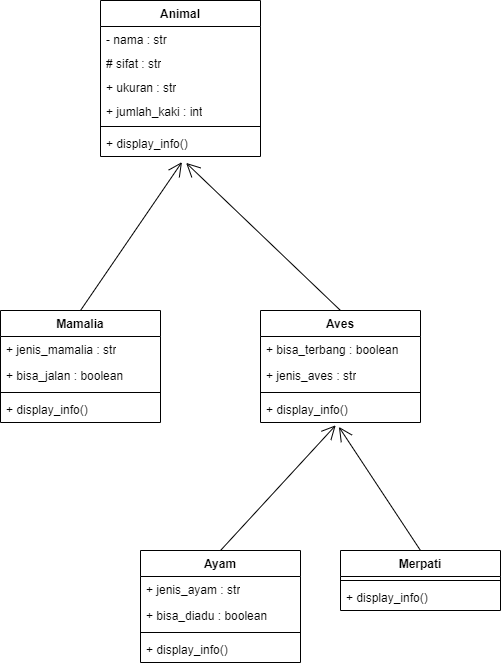 Animal
- nama : str
# sifat : str
+ ukuran : str
+ jumlah_kaki : int
+ display_info()
Mamalia
+ jenis_mamalia : str
+ bisa_jalan : boolean
+ display_info()
Aves
+ bisa_terbang : boolean
+ jenis_aves : str
+ display_info()
Ayam
+ jenis_ayam : str
+ bisa_diadu : boolean
+ display_info()
Merpati
+ display_info()